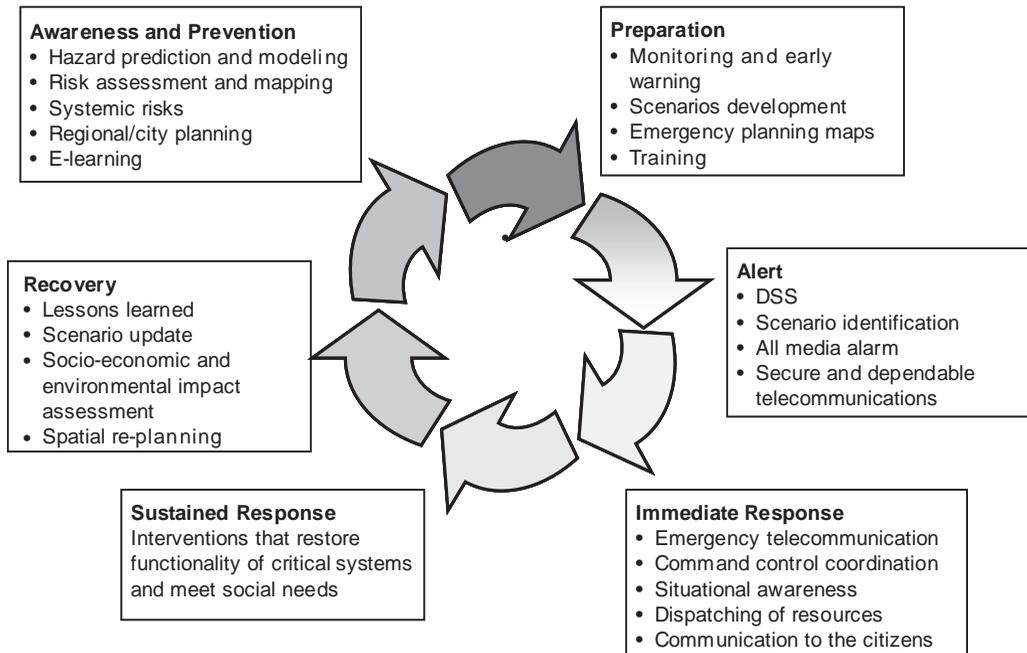 Awareness and Prevention
• Hazard prediction and modeling
• Risk assessment and mapping
• Systemic risks
• Regional/city planning
• E-learning
Preparation
• Monitoring and early
warning
• Scenarios development
• Emergency planning maps
• Training
Alert
• DSS
• Scenario identification
• All media alarm
• Secure and dependable
telecommunications
Immediate Response
• Emergency telecommunication
• Command control coordination
• Situational awareness
• Dispatching of resources
• Communication to the citizens
Sustained Response
Interventions that restore
functionality of critical systems
and meet social needs
Recovery
• Lessons learned
• Scenario update
• Socio-economic and
environmental impact
assessment
• Spatial re-planning